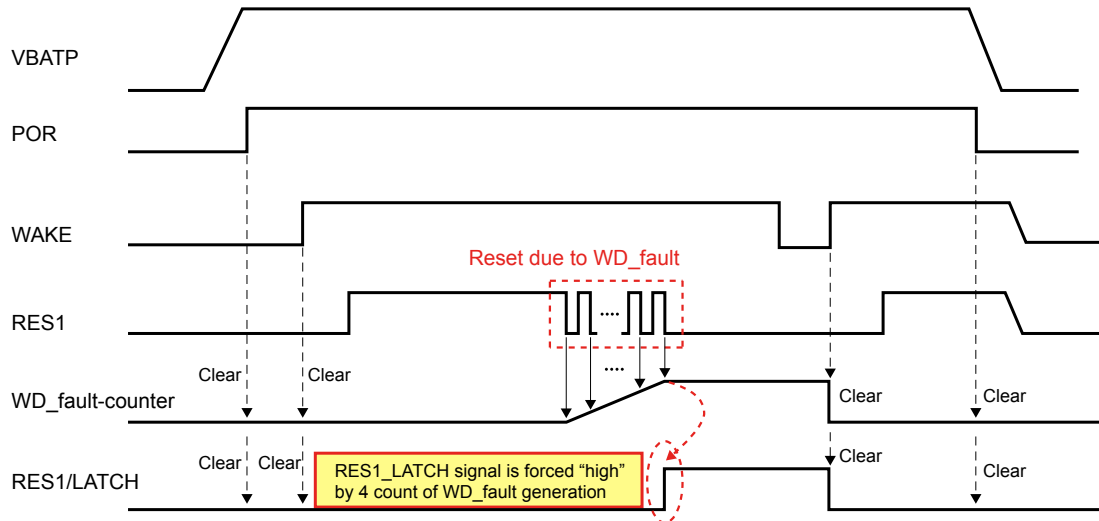 VBATP
POR
WAKE
Reset due to WD_fault
RES1
....
....
Clear
Clear
WD_fault-counter
Clear
Clear
Clear
Clear
Clear
Clear
RES1/LATCH
RES1_LATCH signal is forced “high”
by 4 count of WD_fault generation